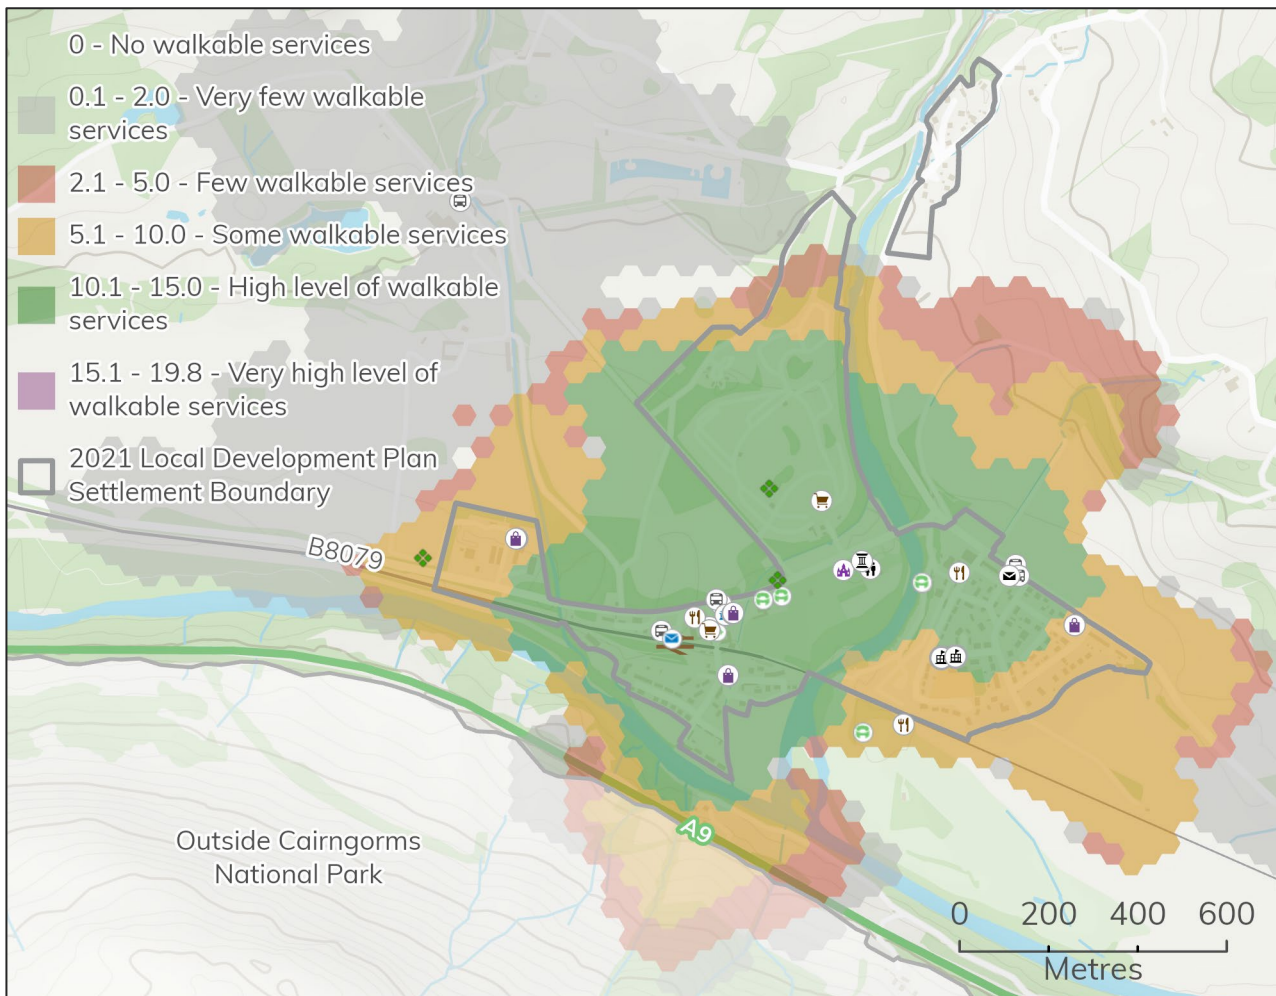 0 - No walkable services
0.1 - 2.0 - Very few walkable
services
2.1 - 5.0 - Few walkable services
5.1 - 10.0 - Some walkable services
10.1 - 15.0 - High level of walkable
services
15.1 - 19.8 - Very high level of
walkable services
2021 Local Development Plan
Settlement Boundary
B8079
A9
Outside Cairngorms
National Park
0 200 400 600
Metres